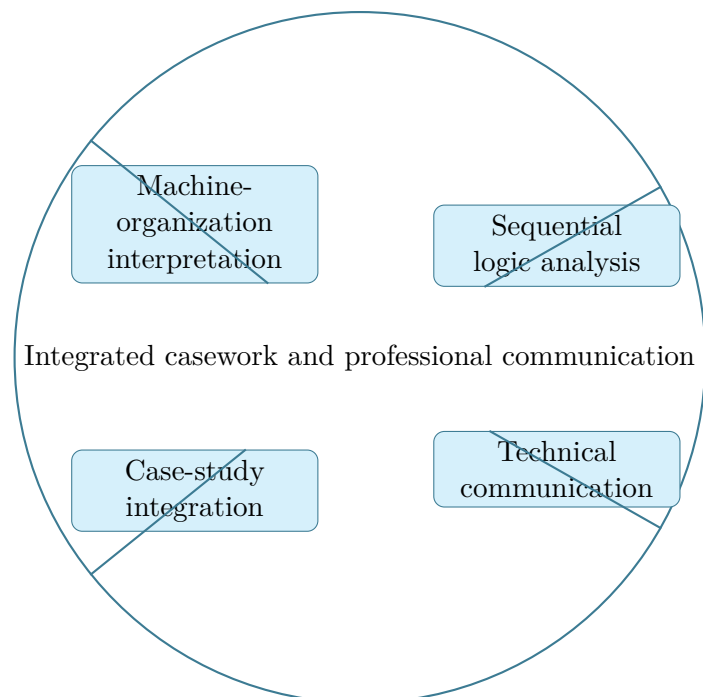 Machine-
organization
interpretation
Sequential
logic analysis
Integrated casework and professional communication
Case-study
integration
Technical
communication